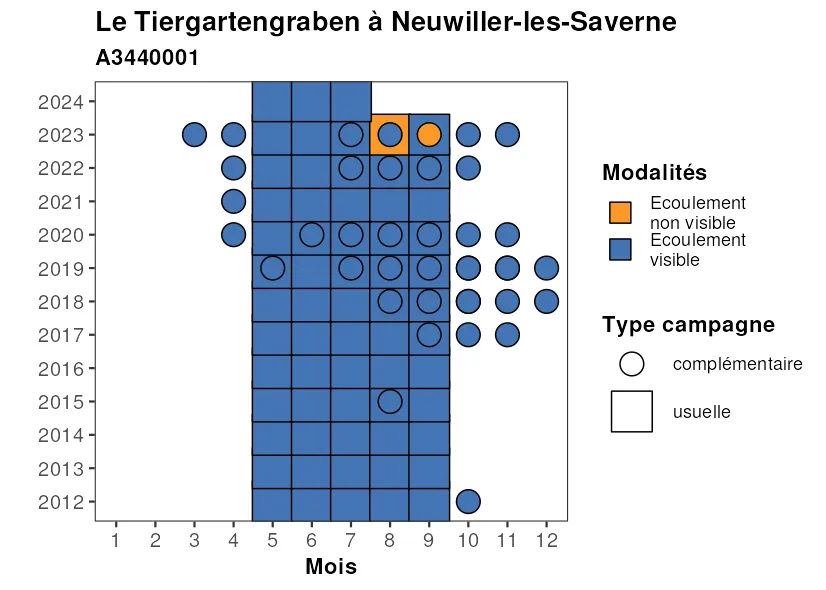 Le Tiergartengraben à Neuwiller-les-Saverne
A3440001
2024
2023
2022
2021
2020
2019
2018
2017
2016
2015
2014
2013
2012
1 2 3 4 5 6 7 8 9 10 11 12
Mois
Modalités
Ecoulement
non visible
Ecoulement
visible
Type campagne
complémentaire
usuelle